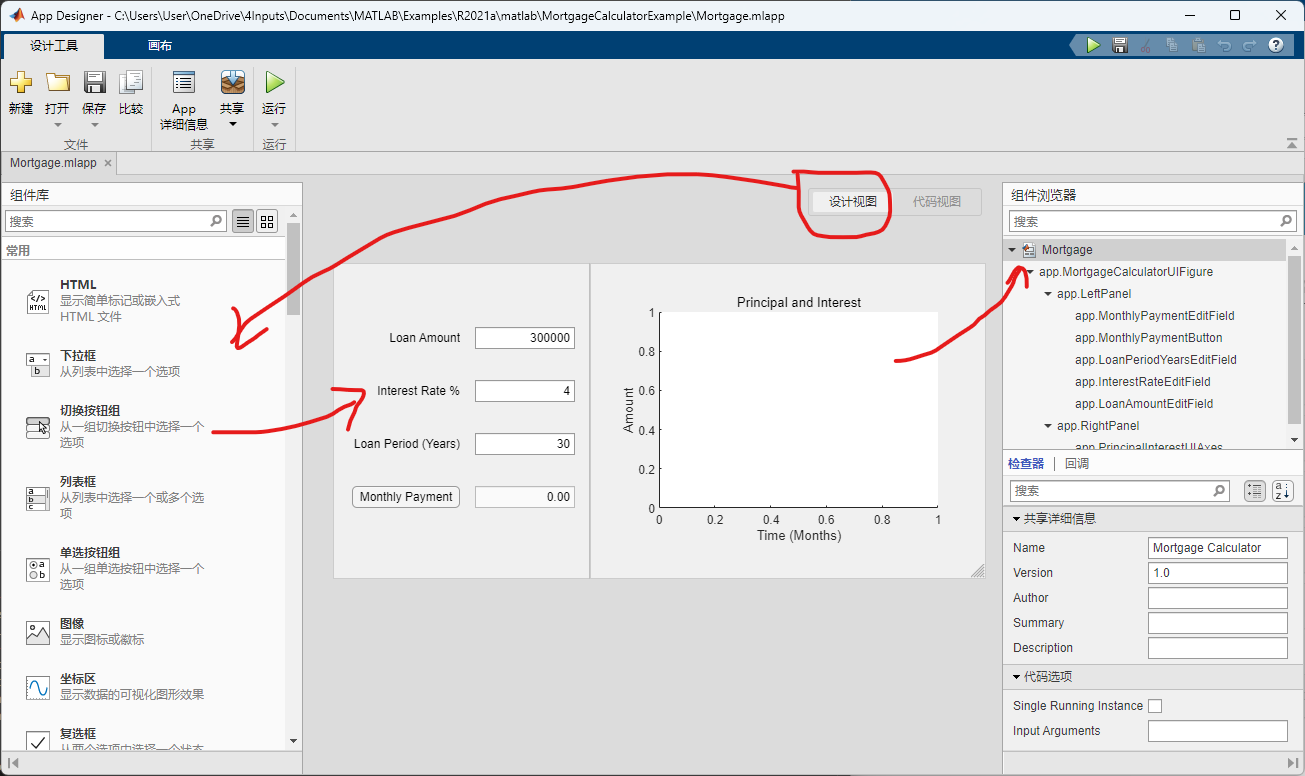 App Designer - C:\Users\User\OneDrive\4Inputs\Documents\MATLAB\Examples\R2021a\matlab\MortgageCalculatorExample\Mortgage.mlapp
设计工具
画布
新建
打开
保存
比较
App
详细信息
共享
运行
文件
共享
运行
Mortgage.mlapp
组件库
搜索
常用
HTML
显示简单标记或嵌入式
HTML 文件
下拉框
从列表中选择一个选项
切换按钮组
从一组切换按钮中选择一个
选项
列表框
从列表中选择一个或多个选
项
单选按钮组
从一组单选按钮中选择一个
选项
图像
显示图标或徽标
坐标区
显示数据的可视化图形效果
复选框
从两个选项中选择一个状态
设计视图
代码视图
Loan Amount 300000
Interest Rate % 4
Loan Period (Years) 30
Monthly Payment 0.00
Principal and Interest
1
0.8
0.6
0.4
0.2
0
Amount
0 0.2 0.4 0.6 0.8 1
Time (Months)
组件浏览器
搜索
Mortgage
app.MortgageCalculatorUIFigure
app.LeftPanel
app.MonthlyPaymentEditField
app.MonthlyPaymentButton
app.LoanPeriodYearsEditField
app.InterestRateEditField
app.LoanAmountEditField
app.RightPanel
app.PrincipalInterestUIAxes
检查器 | 回调
搜索
共享详细信息
Name Mortgage Calculator
Version 1.0
Author
Summary
Description
代码选项
Single Running Instance
Input Arguments